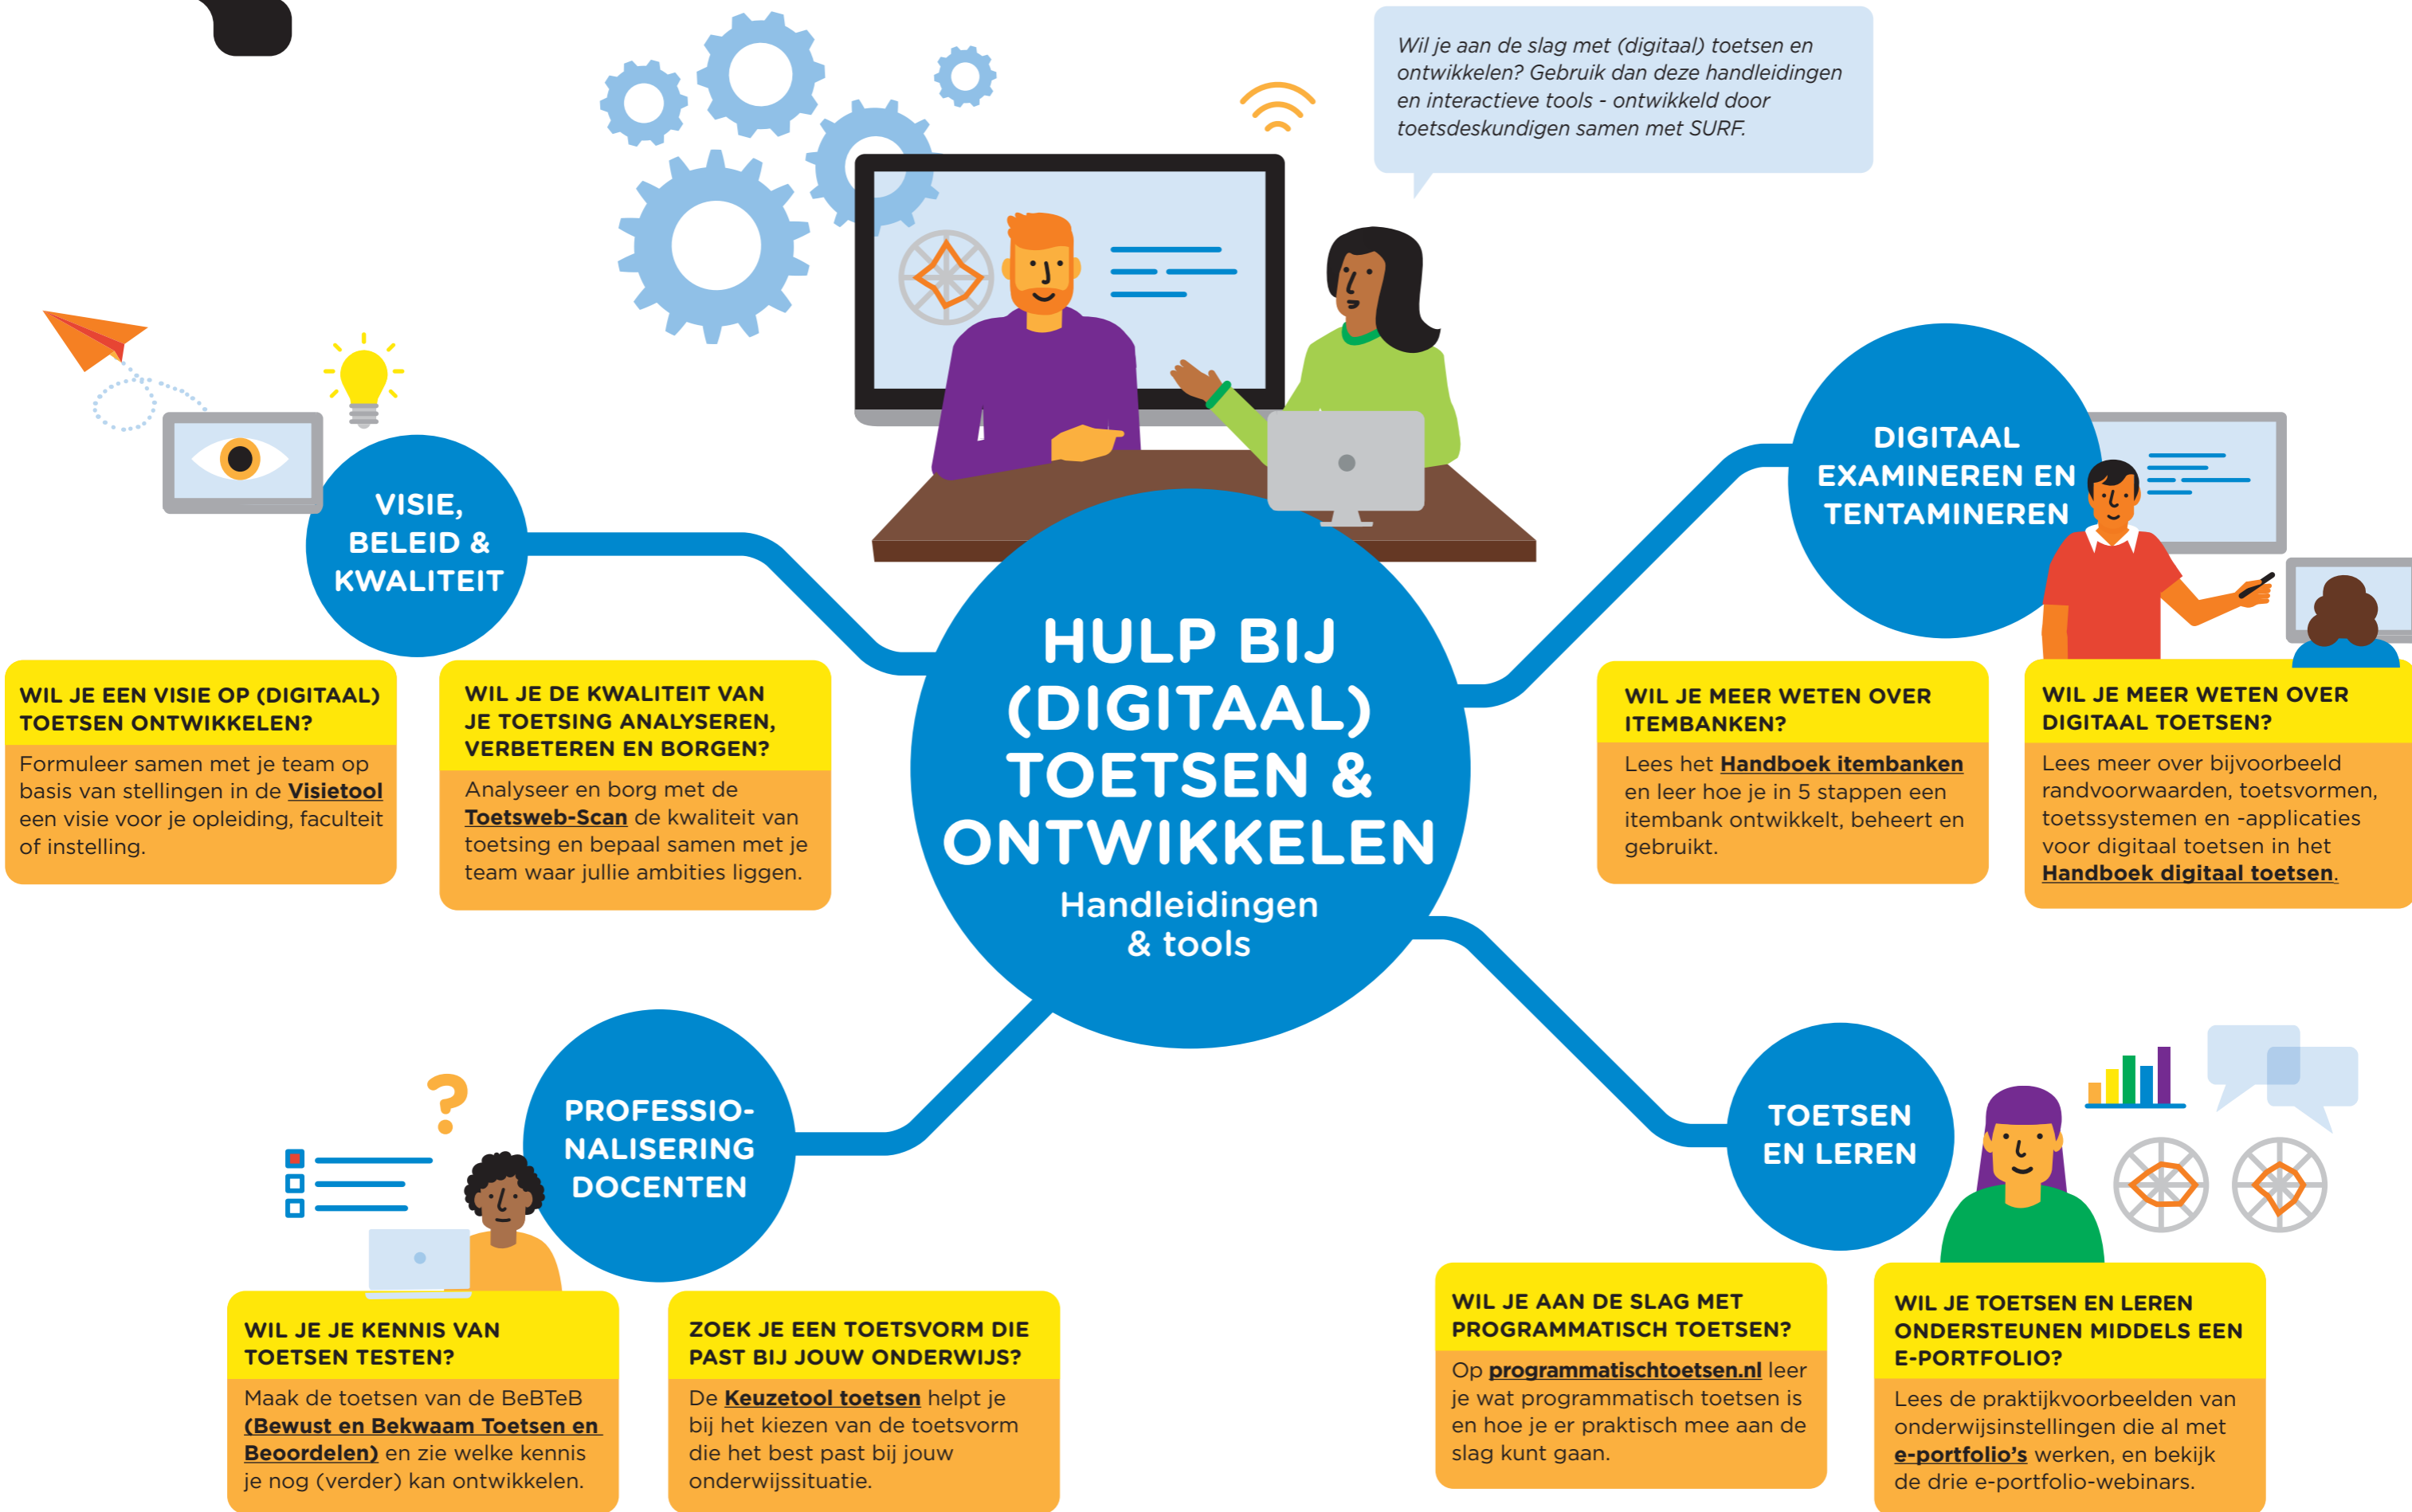 Wil je aan de slag met (digitaal) toetsen en
ontwikkelen? Gebruik dan deze handleidingen
en interactieve tools - ontwikkeld door
toetsdeskundigen samen met SURF.
HULP BIJ
(DIGITAAL)
TOETSEN &
ONTWIKKELEN
Handleidingen
& tools
VISIE,
BELEID &
KWALITEIT
WIL JE EEN VISIE OP (DIGITAAL)
TOETSEN ONTWIKKELEN?
Formuleer samen met je team op
basis van stellingen in de Visietool
een visie voor je opleiding, faculteit
of instelling.
WIL JE DE KWALITEIT VAN
JE TOETSING ANALYSEREN,
VERBETEREN EN BORGEN?
Analyseer en borg met de
Toetsweb-Scan de kwaliteit van
toetsing en bepaal samen met je
team waar jullie ambities liggen.
DIGITAAL
EXAMINEREN EN
TENTAMINEREN
WIL JE MEER WETEN OVER
ITEMBANKEN?
Lees het Handboek itembanken
en leer hoe je in 5 stappen een
itembank ontwikkelt, beheert en
gebruikt.
WIL JE MEER WETEN OVER
DIGITAAL TOETSEN?
Lees meer over bijvoorbeeld
randvoorwaarden, toetsvormen,
toetssystemen en -applicaties
voor digitaal toetsen in het
Handboek digitaal toetsen.
PROFESSIO-
NALISERING
DOCENTEN
?
WIL JE JE KENNIS VAN
TOETSEN TESTEN?
Maak de toetsen van de BeBTeB
(Bewust en Bekwaam Toetsen en
Beoordelen) en zie welke kennis
je nog (verder) kan ontwikkelen.
ZOEK JE EEN TOETSVORM DIE
PAST BIJ JOUW ONDERWIJS?
De Keuzetool toetsen helpt je
bij het kiezen van de toetsvorm
die het best past bij jouw
onderwijssituatie.
TOETSEN
EN LEREN
WIL JE AAN DE SLAG MET
PROGRAMMATISCH TOETSEN?
Op programmatischtoetsen.nl leer
je wat programmatisch toetsen is
en hoe je er praktisch mee aan de
slag kunt gaan.
WIL JE TOETSEN EN LEREN
ONDERSTEUNEN MIDDELS EEN
E-PORTFOLIO?
Lees de praktijkvoorbeelden van
onderwijsinstellingen die al met
e-portfolio's werken, en bekijk
de drie e-portfolio-webinars.